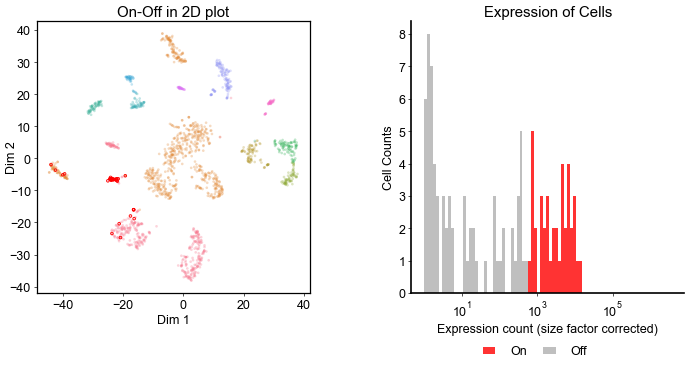 On-Off in 2D plot
Dim 2
40
30
20
10
0
−10
−20
−30
−40
−40 −20 0 20 40
Dim 1
Expression of Cells
Cell Counts
8
7
6
5
4
3
2
1
0
10^1 10^3 10^5
Expression count (size factor corrected)
On Off